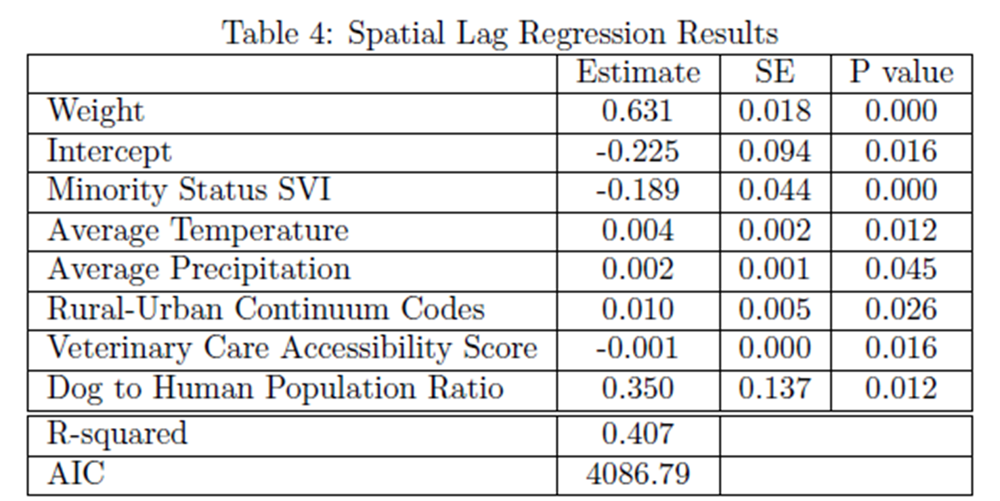 Table 4: Spatial Lag Regression Results
Estimate SE P value
Weight 0.631 0.018 0.000
Intercept -0.225 0.094 0.016
Minority Status SVI -0.189 0.044 0.000
Average Temperature 0.004 0.002 0.012
Average Precipitation 0.002 0.001 0.045
Rural-Urban Continuum Codes 0.010 0.005 0.026
Veterinary Care Accessibility Score -0.001 0.000 0.016
Dog to Human Population Ratio 0.350 0.137 0.012
R-squared 0.407
AIC 4086.79